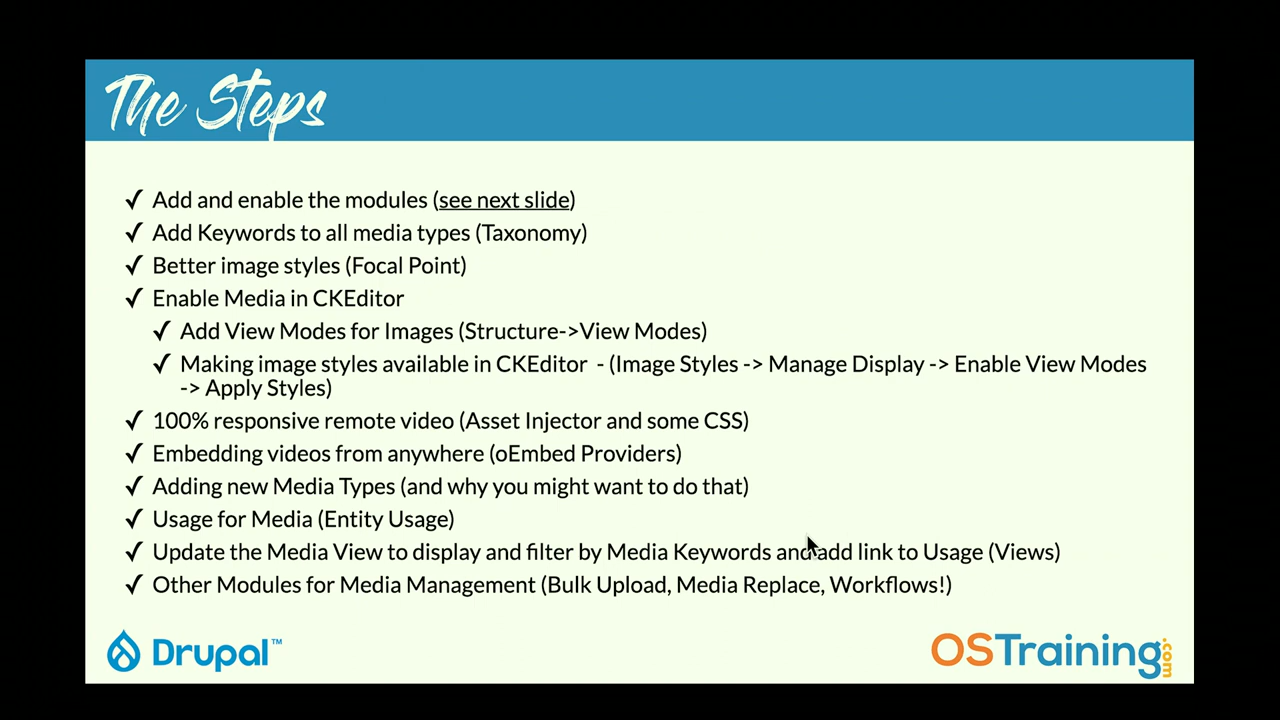 The Steps
✓ Add and enable the modules (see next slide)
✓ Add Keywords to all media types (Taxonomy)
✓ Better image styles (Focal Point)
✓ Enable Media in CKEditor
✓ Add View Modes for Images (Structure->View Modes)
✓ Making image styles available in CKEditor - (Image Styles -> Manage Display -> Enable View Modes
-> Apply Styles)
✓ 100% responsive remote video (Asset Injector and some CSS)
✓ Embedding videos from anywhere (oEmbed Providers)
✓ Adding new Media Types (and why you might want to do that)
✓ Usage for Media (Entity Usage)
✓ Update the Media View to display and filter by Media Keywords and add link to Usage (Views)
✓ Other Modules for Media Management (Bulk Upload, Media Replace, Workflows!)
Drupal™
OSTraining.com